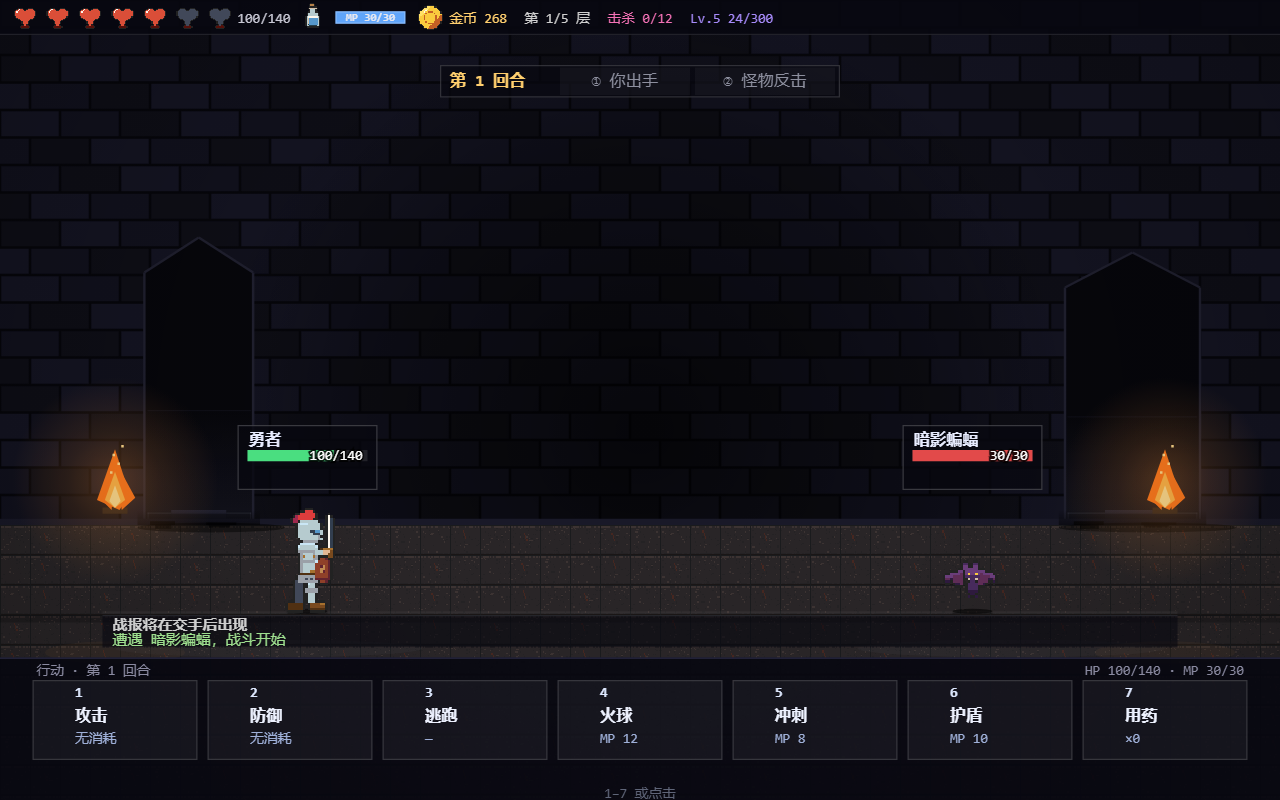 100/140 MP 30/30 金币 268 第 1/5 层 击杀 0/12 Lv.5 24/300
第 1 回合 ① 你出手 ② 怪物反击
勇者
100/140
暗影蝙蝠
30/30
战报将在交手后出现
遭遇 暗影蝙蝠，战斗开始
行动 · 第 1 回合 HP 100/140 · MP 30/30
1 2 3 4 5 6 7
攻击 防御 逃跑 火球 冲刺 护盾 用药
无消耗 无消耗 — MP 12 MP 8 MP 10 ×0
1-7 或点击